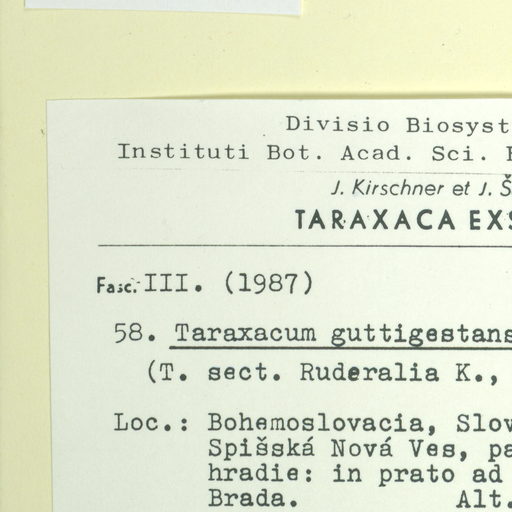 Divisio Biosyst
Instituti Bot. Acad. Sci.
J. Kirschner et J. Š
TARAXACA EXS
Fasc. III. (1987)
58. Taraxacum guttigestans
(T. sect. Ruderalia K.,
Loc.: Bohemoslovacia, Slov
Spišská Nová Ves, pa
hradie: in prato ad
Brada. Alt.